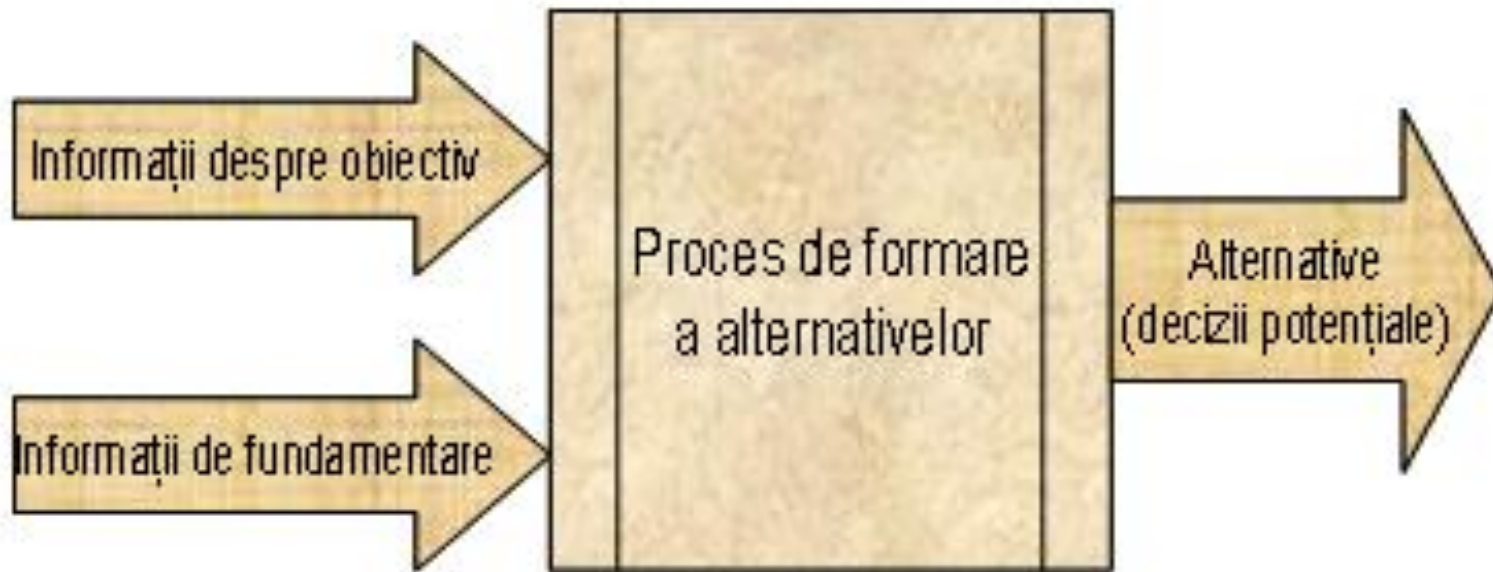 Informații despre obiectiv
Informații de fundamentare
Proces de formare
a alternativelor
Alternative
(decizii potențiale)